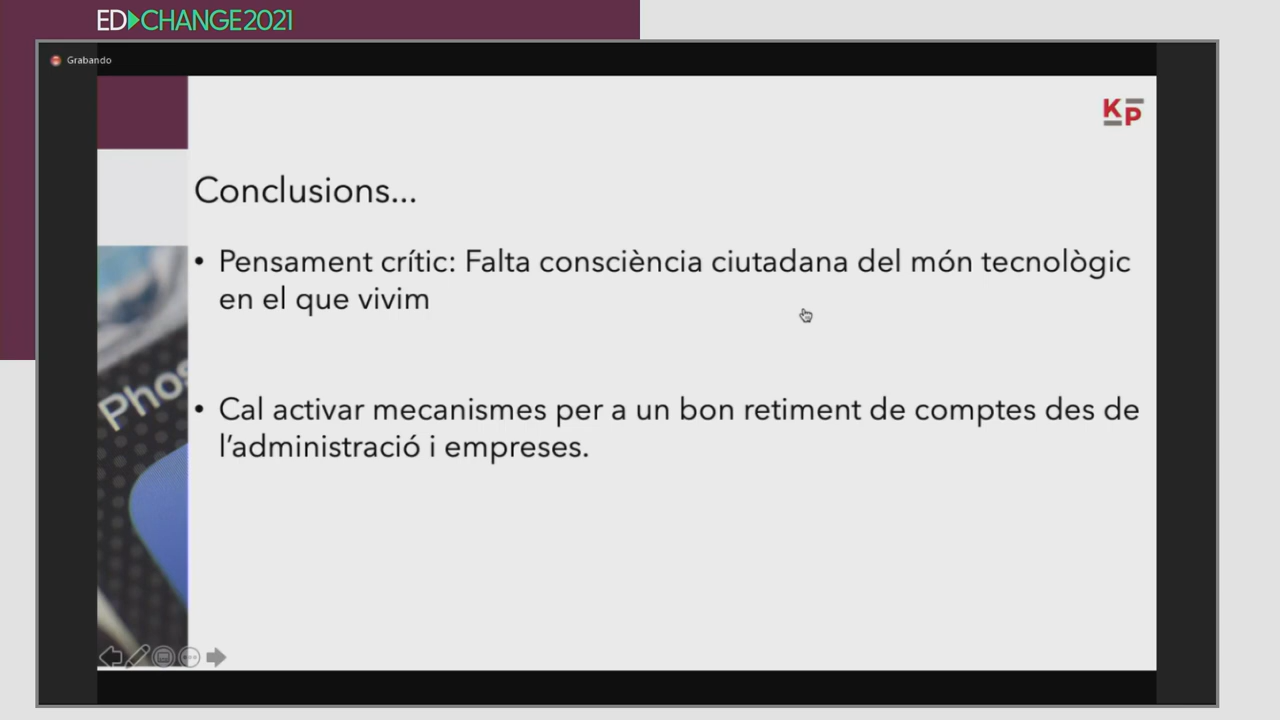 ED CHANGE2021
Grabando
KP
Conclusions...
• Pensament crític: Falta consciència ciutadana del món tecnològic
en el que vivim
Phos
• Cal activar mecanismes per a un bon retiment de comptes des de
l'administració i empreses.